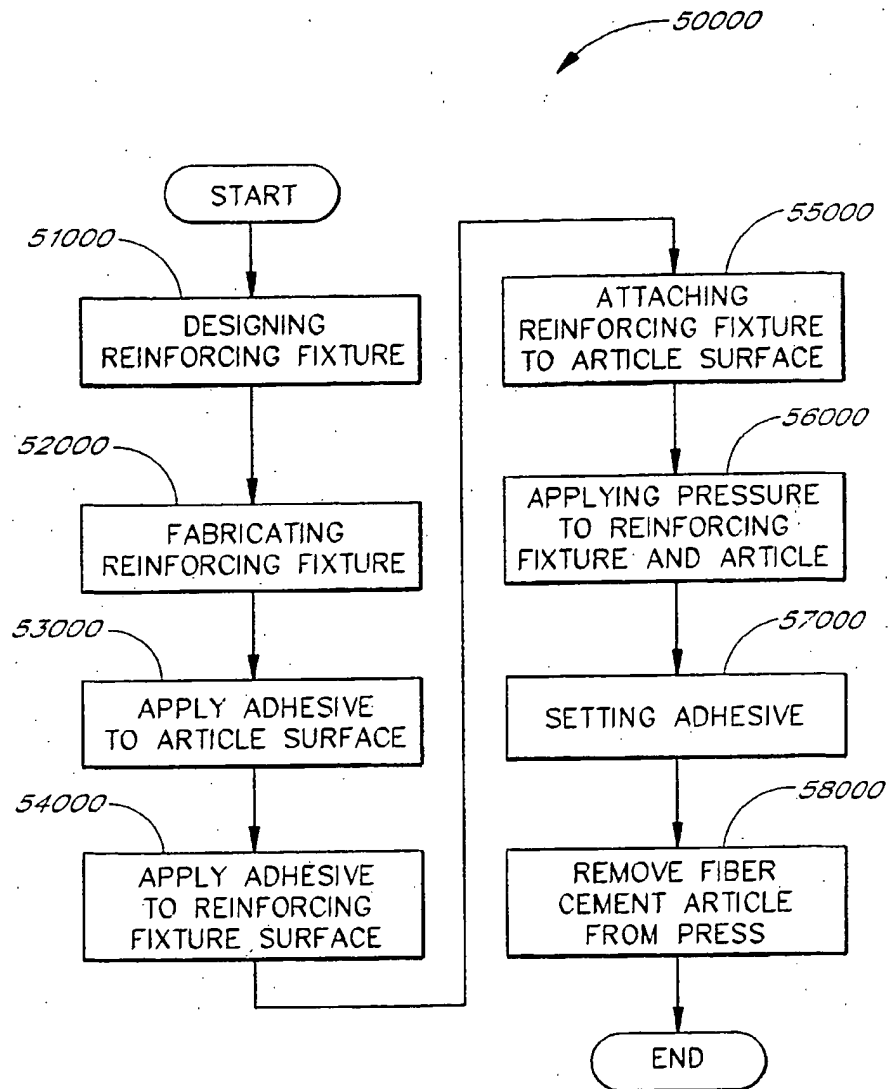 50000
START
51000
DESIGNING
REINFORCING FIXTURE
52000
FABRICATING
REINFORCING FIXTURE
53000
APPLY ADHESIVE
TO ARTICLE SURFACE
54000
APPLY ADHESIVE
TO REINFORCING
FIXTURE SURFACE
55000
ATTACHING
REINFORCING FIXTURE
TO ARTICLE SURFACE
56000
APPLYING PRESSURE
TO REINFORCING
FIXTURE AND ARTICLE
57000
SETTING ADHESIVE
58000
REMOVE FIBER
CEMENT ARTICLE
FROM PRESS
END